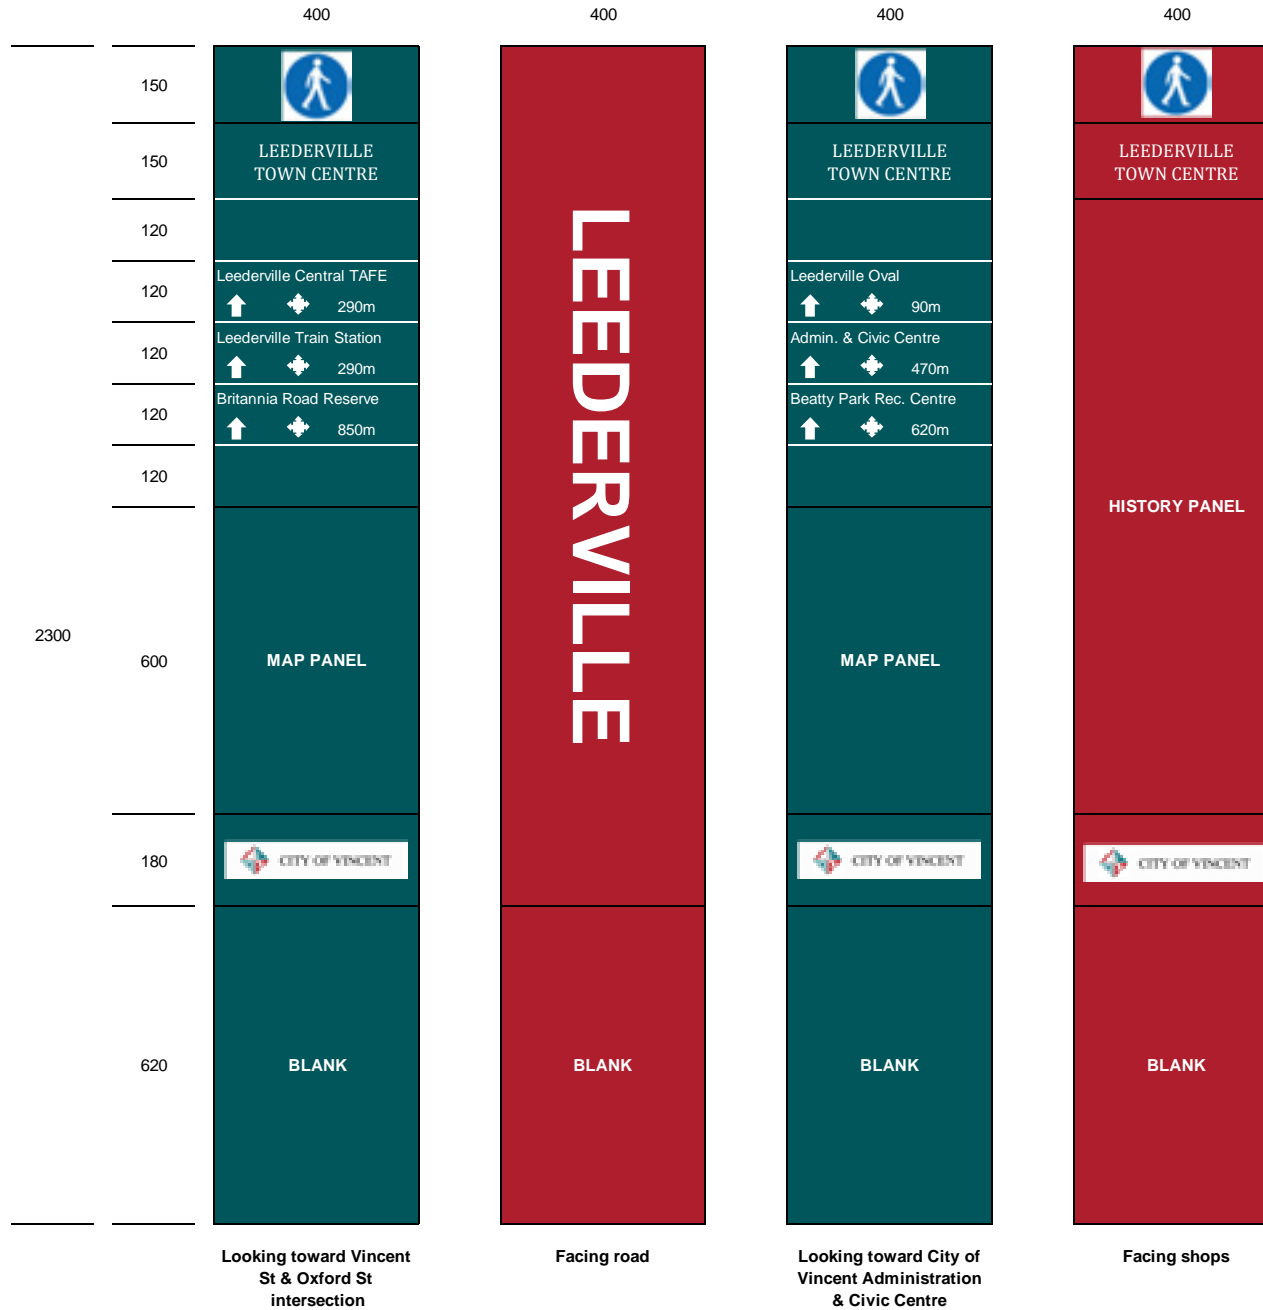 400
400
400
400
2300
150
150
120
120
120
120
120
600
180
620
LEEDERVILLE
TOWN CENTRE
Leederville Central TAFE
290m
Leederville Train Station
290m
Britannia Road Reserve
850m
MAP PANEL
CITY OF VINCENT
BLANK
Looking toward Vincent
St & Oxford St
intersection
LEEDERVILLE
BLANK
Facing road
LEEDERVILLE
TOWN CENTRE
Leederville Oval
90m
Admin. & Civic Centre
470m
Beatty Park Rec. Centre
620m
MAP PANEL
CITY OF VINCENT
BLANK
Looking toward City of
Vincent Administration
& Civic Centre
LEEDERVILLE
TOWN CENTRE
HISTORY PANEL
CITY OF VINCENT
BLANK
Facing shops